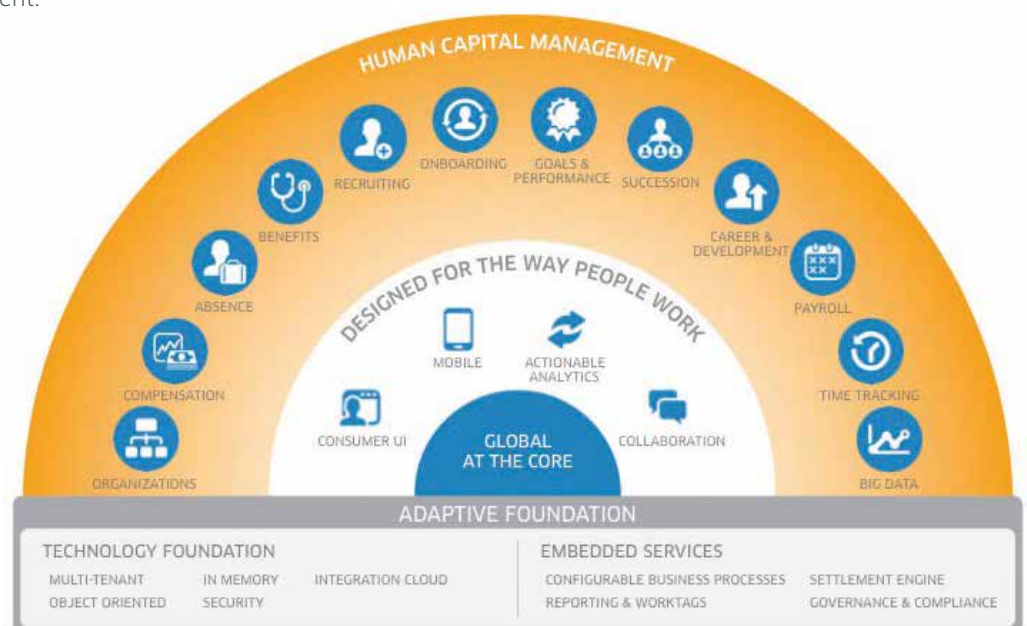 ent.
HUMAN CAPITAL MANAGEMENT
ORGANIZATIONS
COMPENSATION
ABSENCE
BENEFITS
RECRUITING
ONBOARDING
GOALS &
PERFORMANCE
SUCCESSION
CAREER &
DEVELOPMENT
PAYROLL
TIME TRACKING
BIG DATA
DESIGNED FOR THE WAY PEOPLE WORK
CONSUMER UI
MOBILE
ACTIONABLE
ANALYTICS
COLLABORATION
GLOBAL
AT THE CORE
ADAPTIVE FOUNDATION
TECHNOLOGY FOUNDATION
MULTI-TENANT
IN MEMORY
INTEGRATION CLOUD
OBJECT ORIENTED
SECURITY
EMBEDDED SERVICES
CONFIGURABLE BUSINESS PROCESSES
SETTLEMENT ENGINE
REPORTING & WORKTAGS
GOVERNANCE & COMPLIANCE